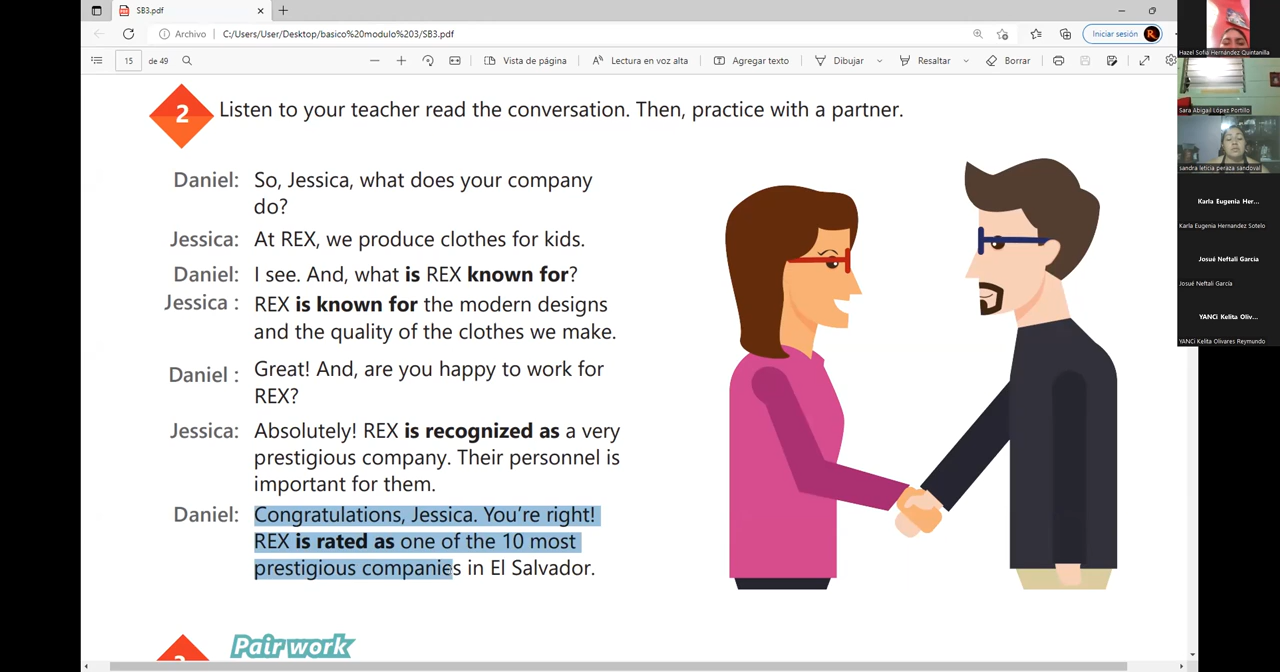 SB3.pdf
Archivo
C:/Users/User/Desktop/basico%20modulo%203/SB3.pdf
Iniciar sesión
R
15
de 49
Vista de página
Lectura en voz alta
Agregar texto
Dibujar
Resaltar
Borrar
2
Listen to your teacher read the conversation. Then, practice with a partner.
Daniel: So, Jessica, what does your company
do?
Jessica: At REX, we produce clothes for kids.
Daniel: I see. And, what is REX known for?
Jessica : REX is known for the modern designs
and the quality of the clothes we make.
Daniel : Great! And, are you happy to work for
REX?
Jessica: Absolutely! REX is recognized as a very
prestigious company. Their personnel is
important for them.
Daniel: Congratulations, Jessica. You're right!
REX is rated as one of the 10 most
prestigious companies in El Salvador.
Pair work
Hazel Sofia Hernández Quintanilla
Sara Abigail López Portillo
sandra leticia peraza sandoval
Karla Eugenia Her...
Karla Eugenia Hernandez Sotelo
Josué Neftali Garcia
Josué Neftali García
YANCi Kelita Oliv...
YANCi Kelita Olivares Reymundo